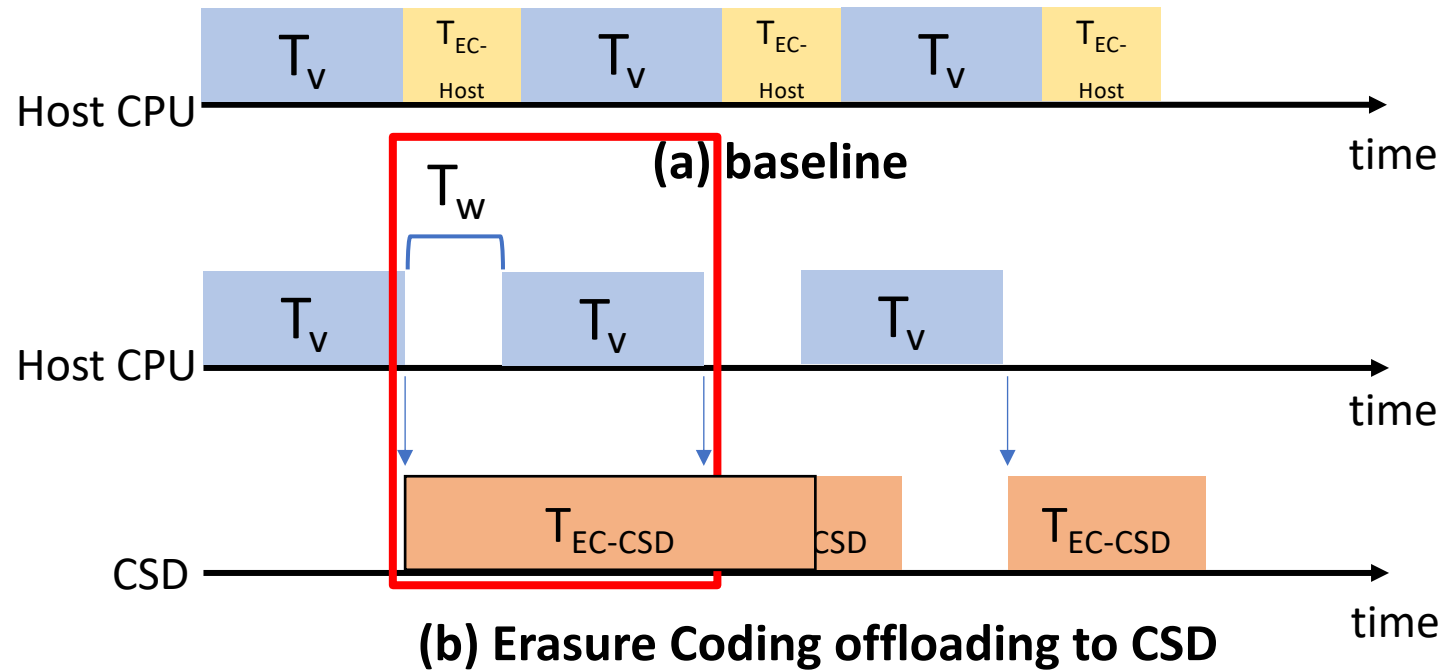 Tv TEC-Host Tv TEC-Host Tv TEC-Host
Host CPU
time
(a) baseline
Tw
Tv Tv Tv
Host CPU
time
TEC-CSD CSD TEC-CSD
CSD
time
(b) Erasure Coding offloading to CSD